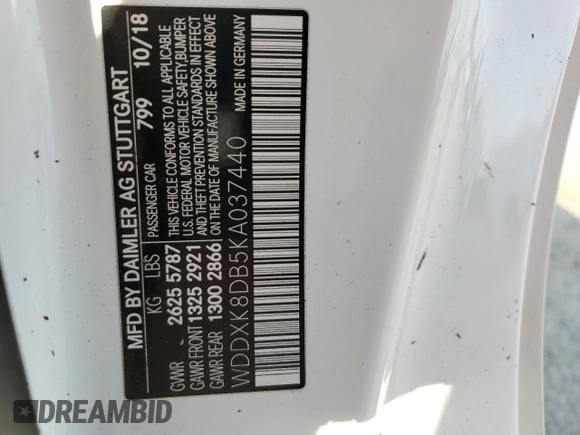 MFD BY DAIMLER AG STUTTGART
PASSENGER CAR 799 10/18
KG LBS
GVWR 2625 5787
GAWR FRONT 1325 2921
GAWR REAR 1300 2866
THIS VEHICLE CONFORMS TO ALL APPLICABLE
U.S. FEDERAL MOTOR VEHICLE SAFETY,BUMPER
AND THEFT PREVENTION STANDARDS IN EFFECT
ON THE DATE OF MANUFACTURE SHOWN ABOVE
WDDXK8DB5KA037440
MADE IN GERMANY
DREAMBID